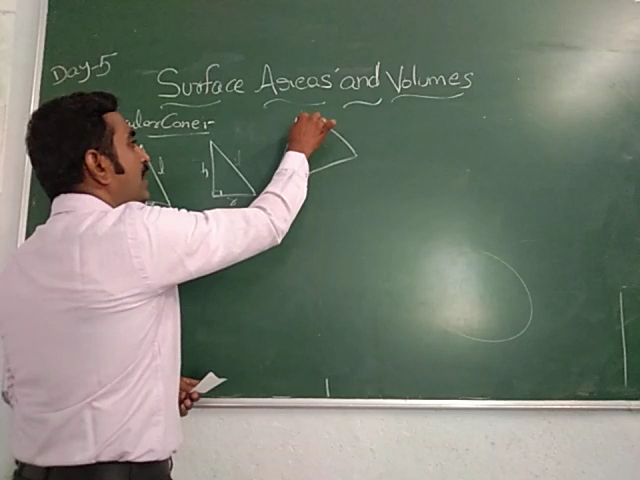 Day-5
Surface Areas and Volumes
ular Cone:-
l
h l
r